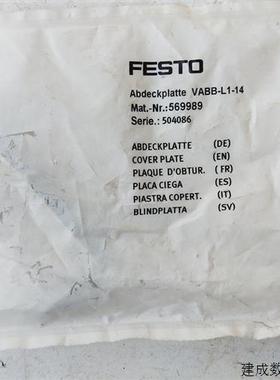 FESTO
Abdeckplatte VABB-L1-14
Mat.-Nr.:569989
Serie.: 504086
ABDECKPLATTE (DE)
COVER PLATE (EN)
PLAQUE D'OBTUR. (FR)
PLACA CIEGA (ES)
PIASTRA COPERT. (IT)
BLINDPLATTA (SV)
建成数